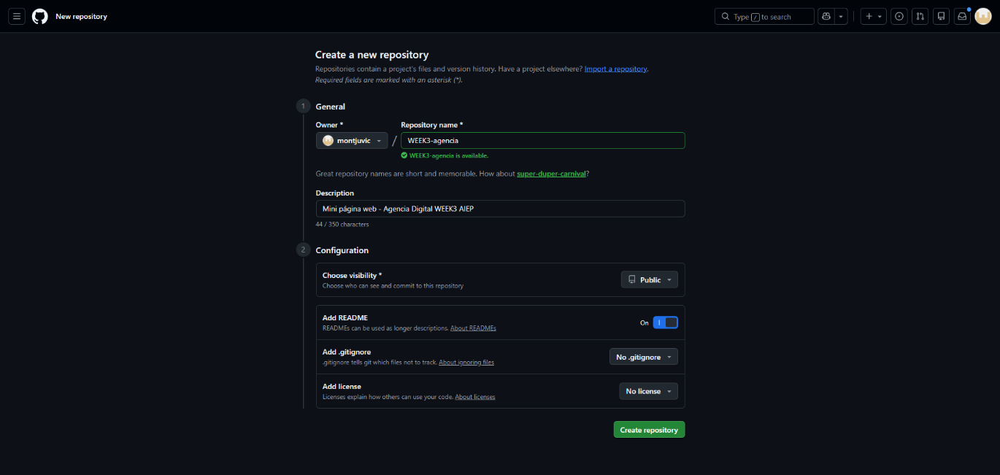 New repository
Type / to search
Create a new repository
Repositories contain a project's files and version history. Have a project elsewhere? Import a repository.
Required fields are marked with an asterisk (*).
1 General
Owner * Repository name *
montjuvic / WEEK3-agencia
WEEK3-agencia is available.
Great repository names are short and memorable. How about super-duper-carnival?
Description
Mini página web - Agencia Digital WEEK3 AIEP
44 / 350 characters
2 Configuration
Choose visibility *
Choose who can see and commit to this repository
Public
Add README
READMEs can be used as longer descriptions. About READMEs
On
Add .gitignore
.gitignore tells git which files not to track. About ignoring files
No .gitignore
Add license
Licenses explain how others can use your code. About licenses
No license
Create repository